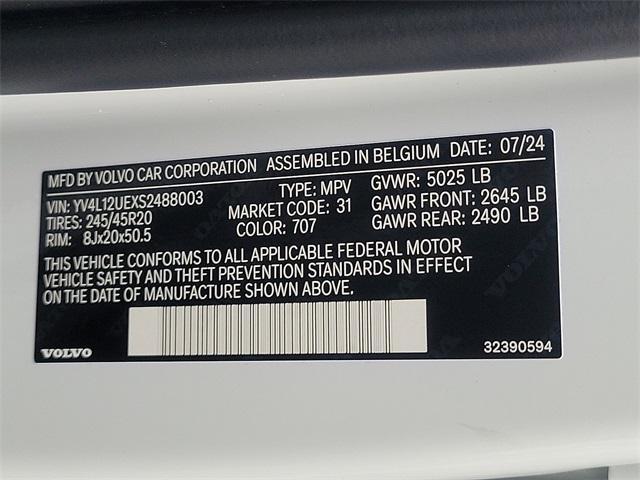 MFD BY VOLVO CAR CORPORATION ASSEMBLED IN BELGIUM DATE: 07/24
VIN: YV4L12UEXS2488003 TYPE: MPV GVWR: 5025 LB
TIRES: 245/45R20 MARKET CODE: 31 GAWR FRONT: 2645 LB
RIM: 8Jx20x50.5 COLOR: 707 GAWR REAR: 2490 LB
THIS VEHICLE CONFORMS TO ALL APPLICABLE FEDERAL MOTOR
VEHICLE SAFETY AND THEFT PREVENTION STANDARDS IN EFFECT
ON THE DATE OF MANUFACTURE SHOWN ABOVE.
VOLVO 32390594